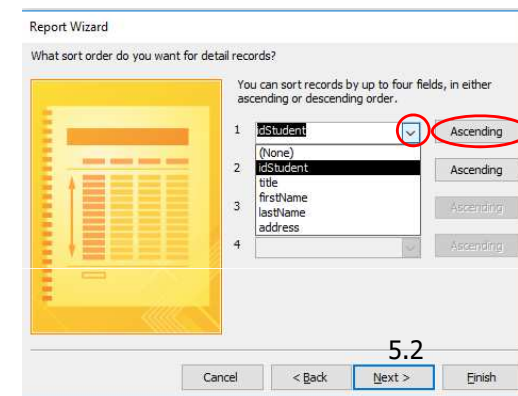 Report Wizard
What sort order do you want for detail records?
You can sort records by up to four fields, in either
ascending or descending order.
1 idStudent Ascending
(None)
2 idStudent Ascending
title
firstName
3 lastName Ascending
address
4 Ascending
5.2
Cancel < Back Next > Finish